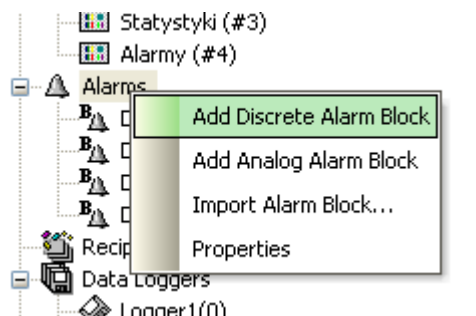 Statystyki (#3)
Alarmy (#4)
Alarms
Add Discrete Alarm Block
Add Analog Alarm Block
Import Alarm Block...
Properties
Data Loggers
Logger1(0)